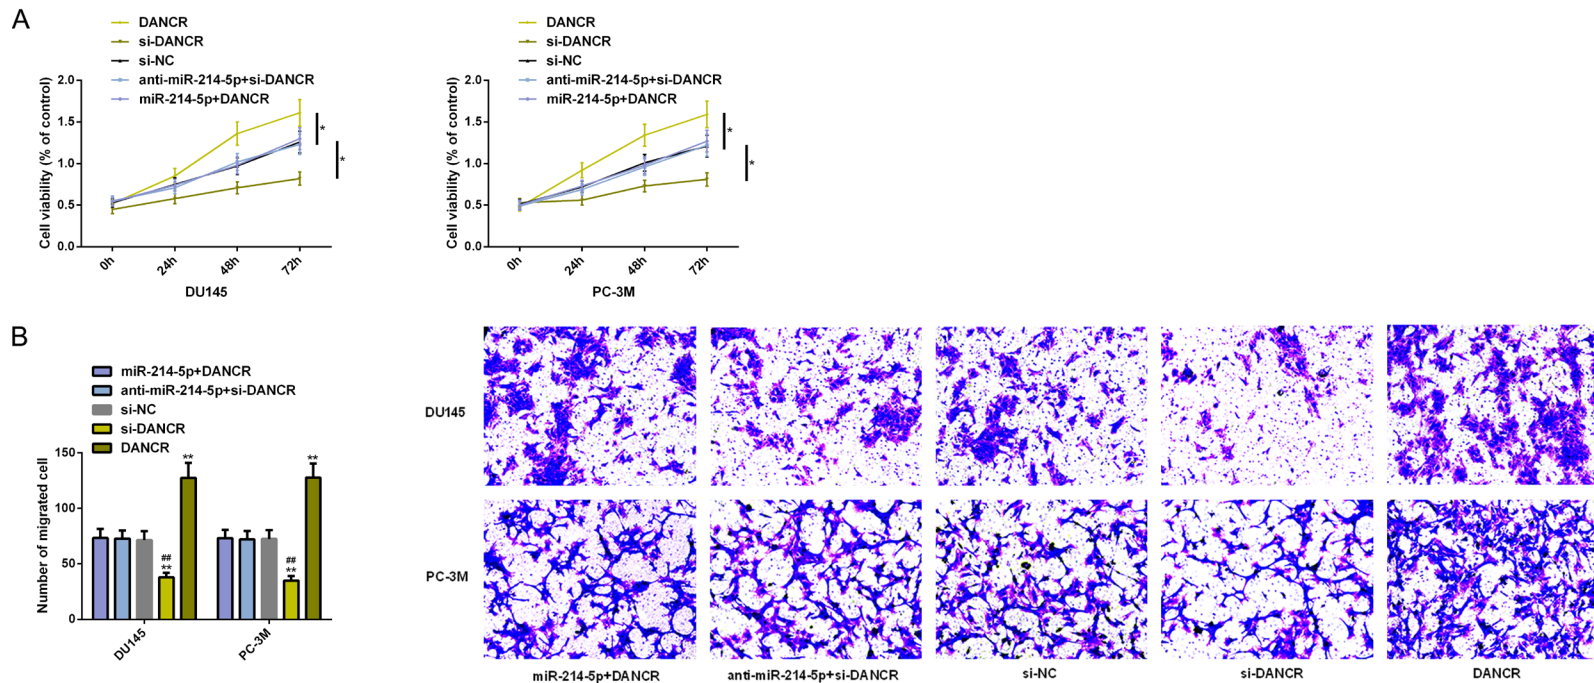 A
DANCR
si-DANCR
si-NC
anti-miR-214-5p+si-DANCR
miR-214-5p+DANCR
Cell viability (% of control)
2.0
1.5
1.0
0.5
0.0
*
*
0h
24h
48h
72h
DU145
DANCR
si-DANCR
si-NC
anti-miR-214-5p+si-DANCR
miR-214-5p+DANCR
Cell viability (% of control)
2.0
1.5
1.0
0.5
0.0
*
*
0h
24h
48h
72h
PC-3M
B
miR-214-5p+DANCR
anti-miR-214-5p+si-DANCR
si-NC
si-DANCR
DANCR
Number of migrated cell
150
100
50
0
##
**
**
##
**
**
DU145
PC-3M
DU145
PC-3M
miR-214-5p+DANCR
anti-miR-214-5p+si-DANCR
si-NC
si-DANCR
DANCR